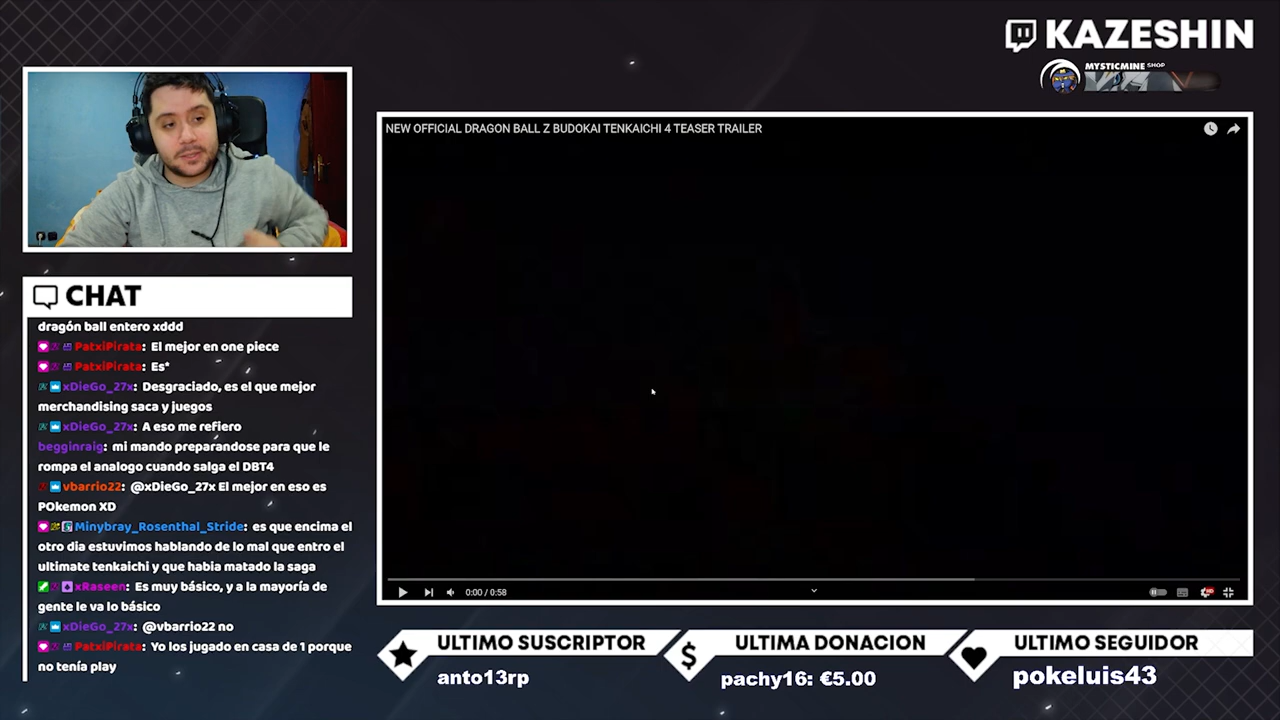 KAZESHIN
MYSTICMINE SHOP
NEW OFFICIAL DRAGON BALL Z BUDOKAI TENKAICHI 4 TEASER TRAILER
CHAT
dragón ball entero xddd
PatxiPirata: El mejor en one piece
PatxiPirata: Es*
xDieGo_27x: Desgraciado, es el que mejor
merchandising saca y juegos
xDieGo_27x: A eso me refiero
begginraig: mi mando preparandose para que le
rompa el analogo cuando salga el DBT4
vbarrio22: @xDieGo_27x El mejor en eso es
POkemon XD
Minybray_Rosenthal_Stride: es que encima el
otro dia estuvimos hablando de lo mal que entro el
ultimate tenkaichi y que habia matado la saga
xRaseen: Es muy básico, y a la mayoría de
gente le va lo básico
xDieGo_27x: @vbarrio22 no
PatxiPirata: Yo los jugado en casa de 1 porque
no tenía play
0:00 / 0:58
HD
ULTIMO SUSCRIPTOR
anto13rp
ULTIMA DONACION
pachy16: €5.00
ULTIMO SEGUIDOR
pokeluis43